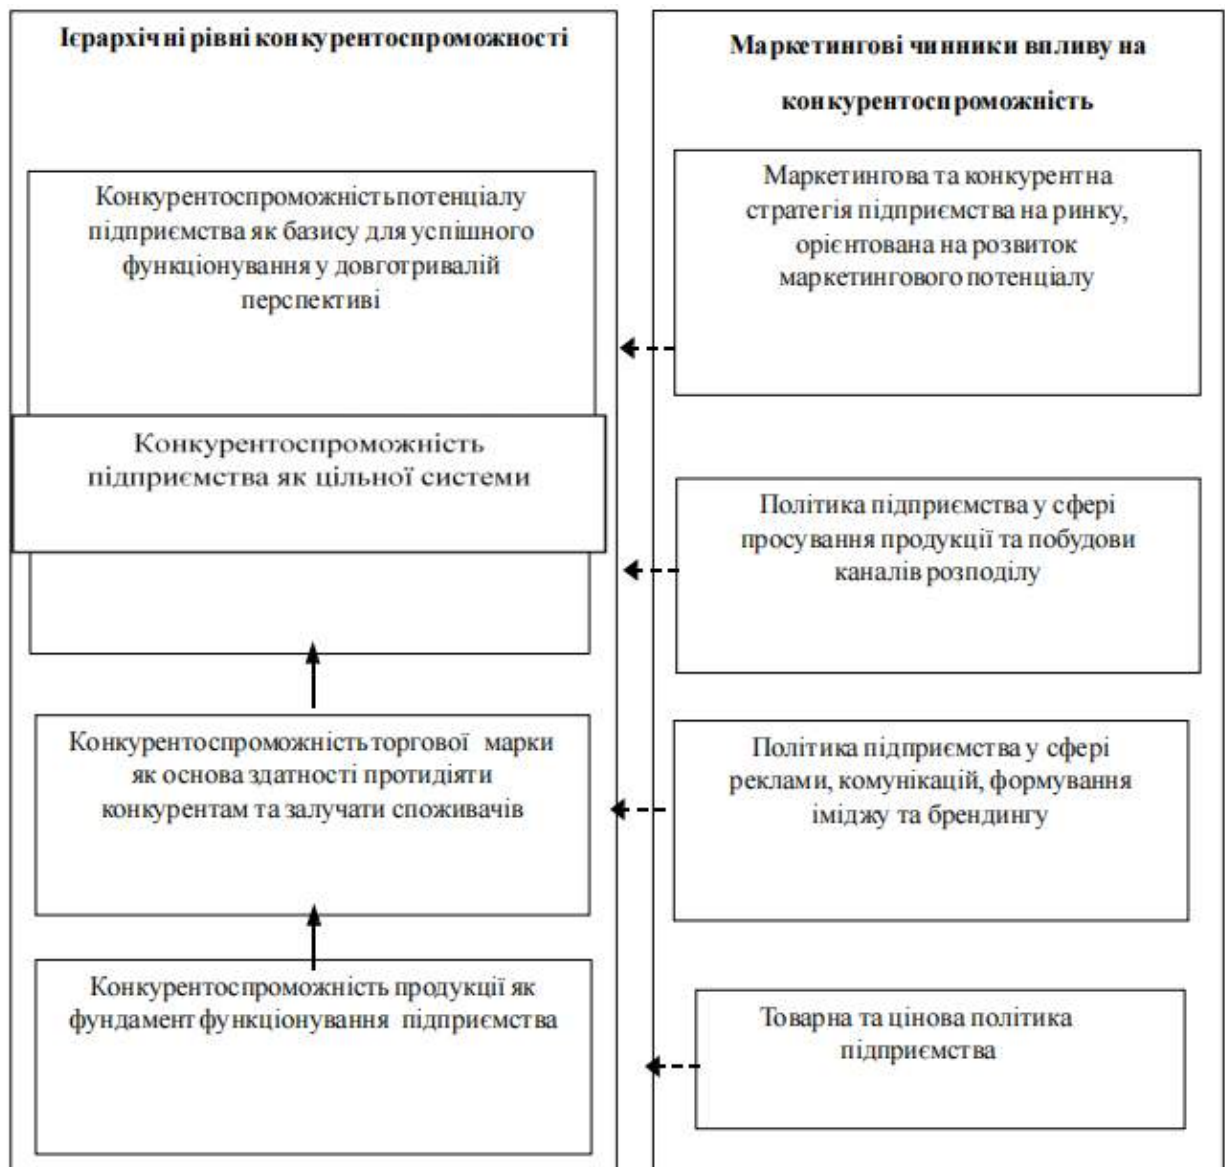 Ієрархічні рівні конкурентоспроможності
Конкурентоспроможність потенціалу
підприємства як базису для успішного
функціонування у довготривалій
перспективі
Конкурентоспроможність
підприємства як цільної системи
Конкурентоспроможність торгової марки
як основа здатності протидіяти
конкурентам та залучати споживачів
Конкурентоспроможність продукції як
фундамент функціонування підприємства
Маркетингові чинники впливу на
конкурентоспроможність
Маркетингова та конкурентна
стратегія підприємства на ринку,
орієнтована на розвиток
маркетингового потенціалу
Політика підприємства у сфері
просування продукції та побудови
каналів розподілу
Політика підприємства у сфері
реклами, комунікацій, формування
іміджу та брендингу
Товарна та цінова політика
підприємства